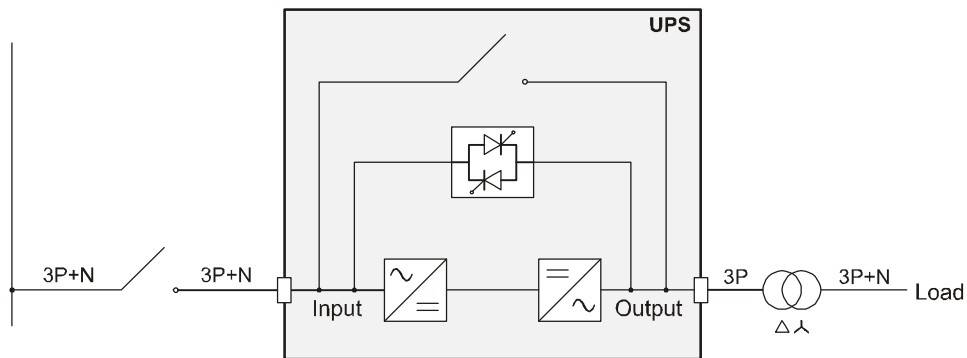 UPS
3P+N
3P+N
Input
Output
3P
3P+N
Load